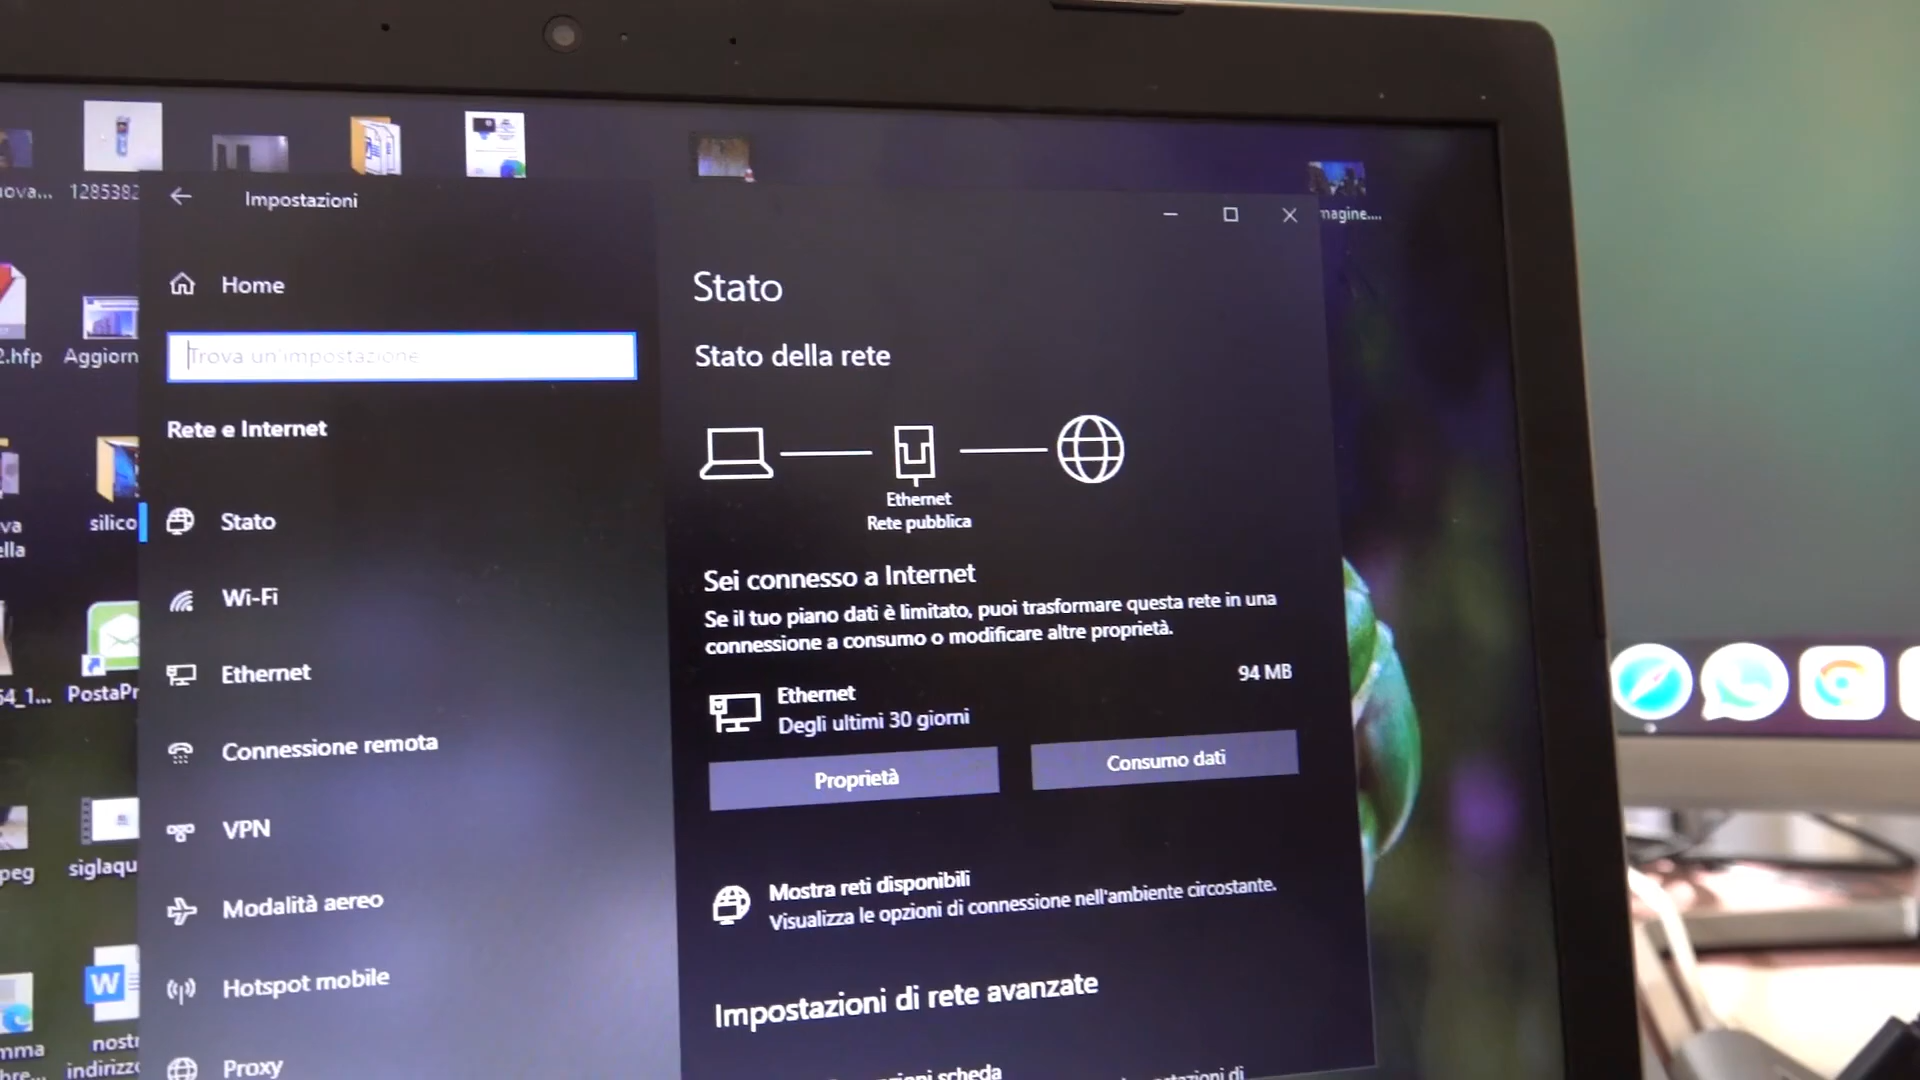 Impostazioni
Home
Trova un'impostazione
Rete e Internet
Stato
Wi-Fi
Ethernet
Connessione remota
VPN
Modalità aereo
Hotspot mobile
Proxy
Stato
Stato della rete
Ethernet
Rete pubblica
Sei connesso a Internet
Se il tuo piano dati è limitato, puoi trasformare questa rete in una
connessione a consumo o modificare altre proprietà.
Ethernet
Degli ultimi 30 giorni
94 MB
Proprietà
Consumo dati
Mostra reti disponibili
Visualizza le opzioni di connessione nell'ambiente circostante.
Impostazioni di rete avanzate
scheda
di
1285382
2.hfp
Aggiorn
silico
PostaPr
siglaqu
peg
W
nostr
indirizzo
magine....